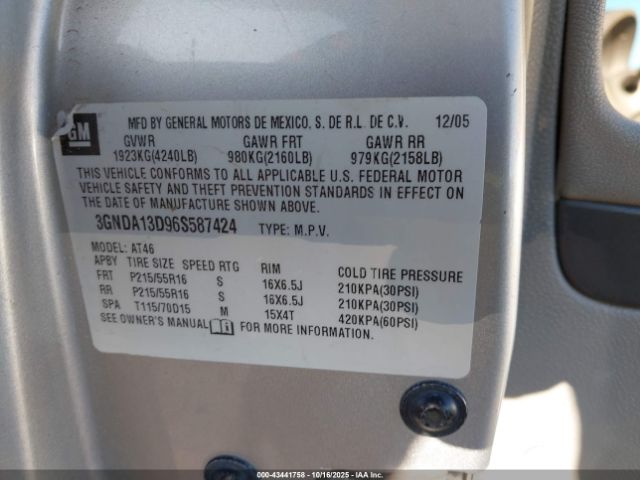 GM
MFD BY GENERAL MOTORS DE MEXICO, S. DE R.L. DE C.V. 12/05
GVWR GAWR FRT GAWR RR
1923KG(4240LB) 980KG(2160LB) 979KG(2158LB)
THIS VEHICLE CONFORMS TO ALL APPLICABLE U.S. FEDERAL MOTOR
VEHICLE SAFETY AND THEFT PREVENTION STANDARDS IN EFFECT ON
THE DATE OF MANUFACTURE SHOWN ABOVE.
3GNDA13D96S587424 TYPE: M.P.V.
MODEL: AT46
APBY TIRE SIZE SPEED RTG RIM COLD TIRE PRESSURE
FRT P215/55R16 S 16X6.5J 210KPA(30PSI)
RR P215/55R16 S 16X6.5J 210KPA(30PSI)
SPA T115/70D15 M 15X4T 420KPA(60PSI)
SEE OWNER'S MANUAL FOR MORE INFORMATION.
OWNER: 43441758 - 10/16/2025 - IAA Inc.